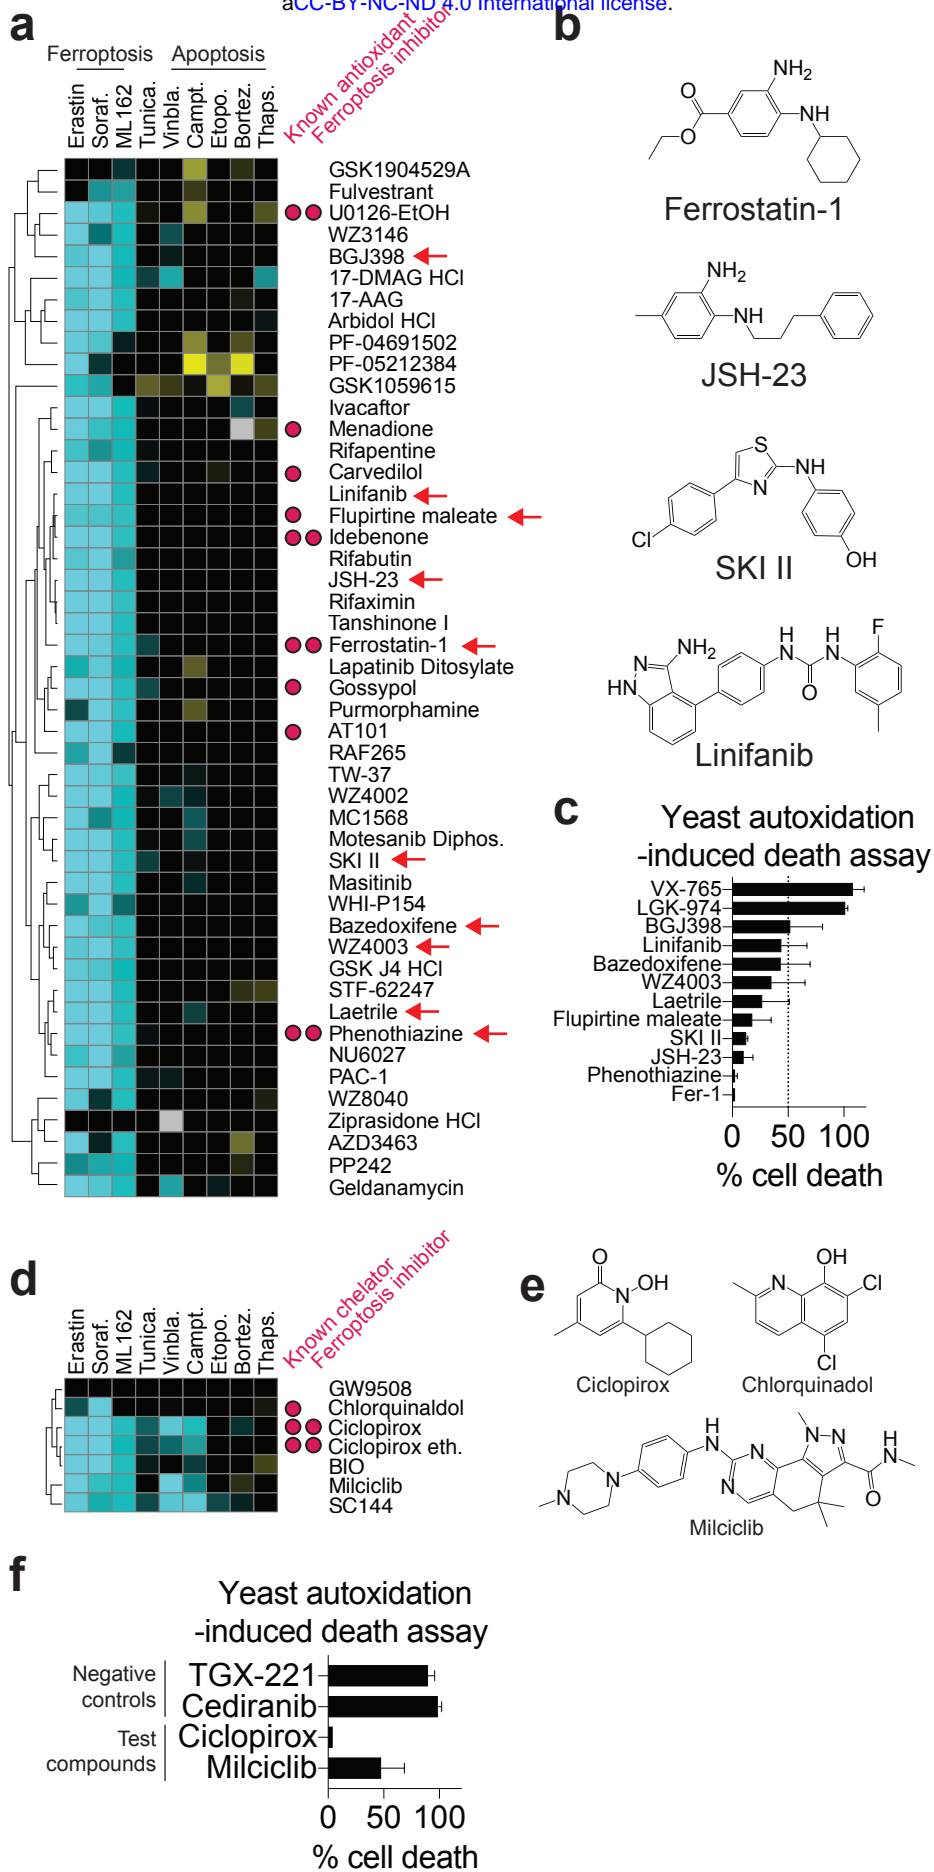 aCC-BY-NC-ND 4.0 International license.
a
Ferroptosis
Apoptosis
Erastin
Soraf.
ML162
Tunica.
Vinbla.
Campt.
Etopo.
Bortez.
Thaps.
Known antioxidant
Ferroptosis inhibitor
GSK1904529A
Fulvestrant
U0126-EtOH
WZ3146
BGJ398
17-DMAG HCl
17-AAG
Arbidol HCl
PF-04691502
PF-05212384
GSK1059615
Ivacaftor
Menadione
Rifapentine
Carvedilol
Linifanib
Flupirtine maleate
Idebenone
Rifabutin
JSH-23
Rifaximin
Tanshinone I
Ferrostatin-1
Lapatinib Ditosylate
Gossypol
Purmorphamine
AT101
RAF265
TW-37
WZ4002
MC1568
Motesanib Diphos.
SKI II
Masitinib
WHI-P154
Bazedoxifene
WZ4003
GSK J4 HCl
STF-62247
Laetrile
Phenothiazine
NU6027
PAC-1
WZ8040
Ziprasidone HCl
AZD3463
PP242
Geldanamycin
b
NH2
O
O
NH
Ferrostatin-1
NH2
NH
JSH-23
S
NH
N
Cl
OH
SKI II
NH2
N
HN
H
N
H
N
O
F
Linifanib
c
Yeast autoxidation
-induced death assay
VX-765
LGK-974
BGJ398
Linifanib
Bazedoxifene
WZ4003
Laetrile
Flupirtine maleate
SKI II
JSH-23
Phenothiazine
Fer-1
0 50 100
% cell death
d
Erastin
Soraf.
ML162
Tunica.
Vinbla.
Campt.
Etopo.
Bortez.
Thaps.
Known chelator
Ferroptosis inhibitor
GW9508
Chlorquinaldol
Ciclopirox
Ciclopirox eth.
BIO
Milciclib
SC144
e
O
N
OH
Ciclopirox
OH
N
Cl
Cl
Chlorquinadol
N
N
H
N
N
N
N
N
O
H
N
Milciclib
f
Yeast autoxidation
-induced death assay
Negative
controls
TGX-221
Cediranib
Test
compounds
Ciclopirox
Milciclib
0 50 100
% cell death